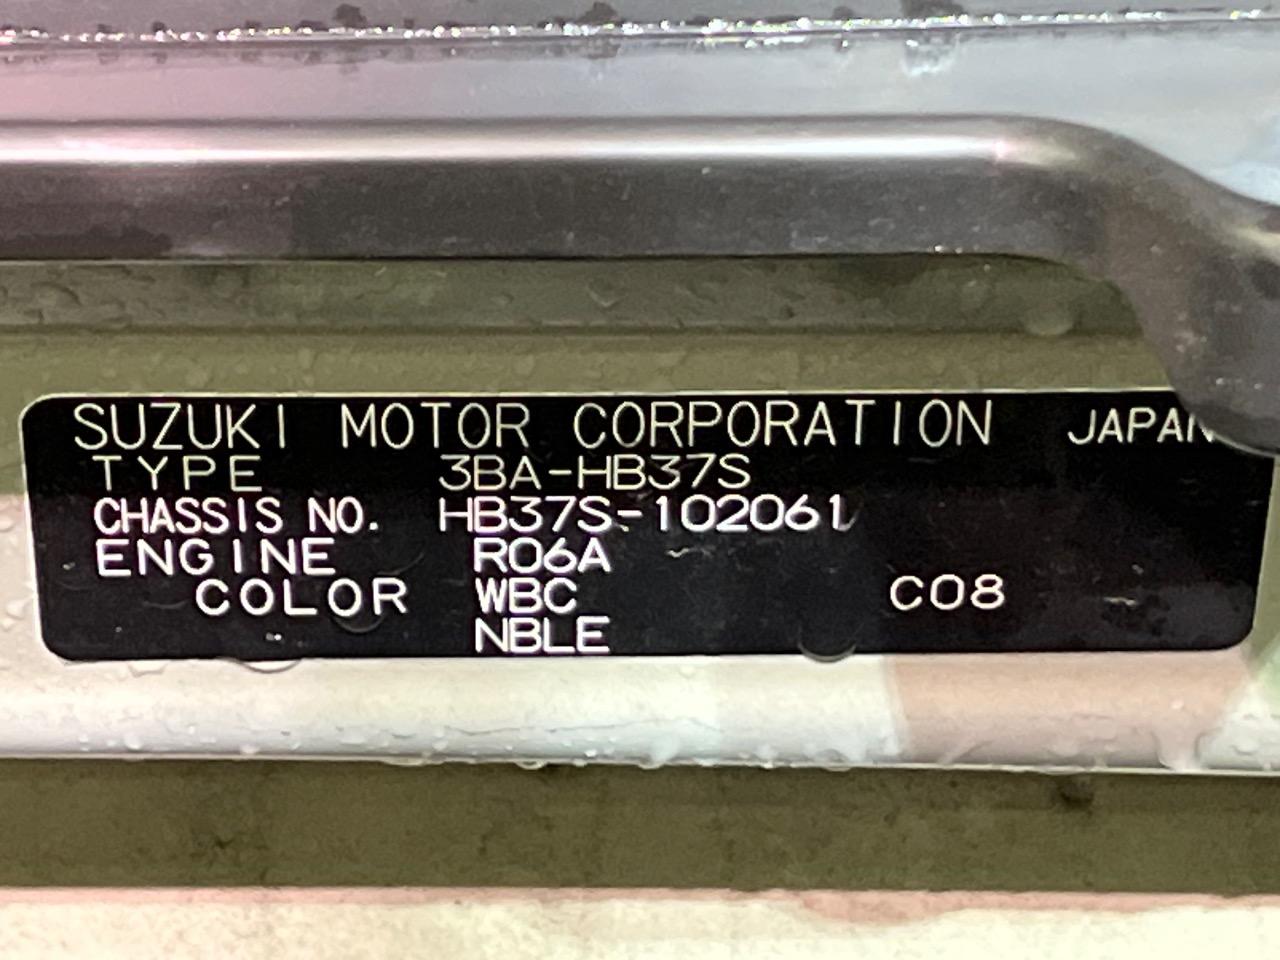 SUZUKI MOTOR CORPORATION JAPAN
TYPE 3BA-HB37S
CHASSIS NO. HB37S-102061
ENGINE R06A
COLOR WBC C08
NBLE